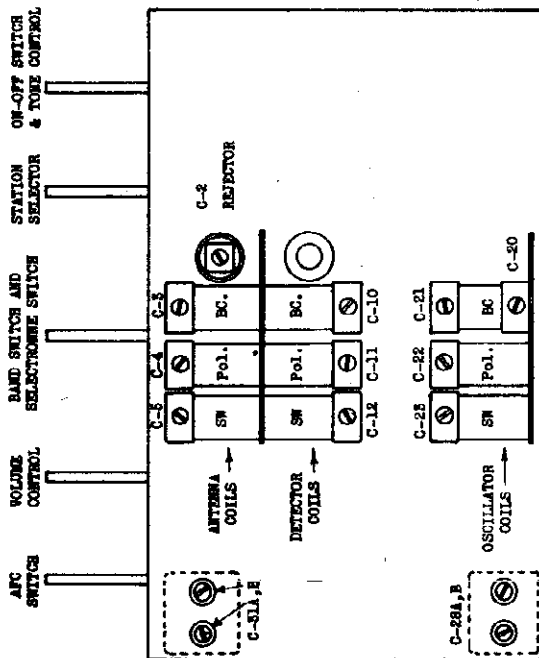 ON-OFF SWITCH
& TONE CONTROL
STATION
SELECTOR
BAND SWITCH AND
SELECTRONNE SWITCH
VOLUME
CONTROL
AFC
SWITCH
C-2
REJECTOR
C-3
C-4
C-5
BC.
Pol.
SW
BC.
Pol.
SW
C-10
C-11
C-12
ANTENNA
COILS
DETECTOR
COILS
C-20
C-21
C-22
C-23
BC
Pol.
SW
OSCILLATOR
COILS
C-31A,B
C-28A,B